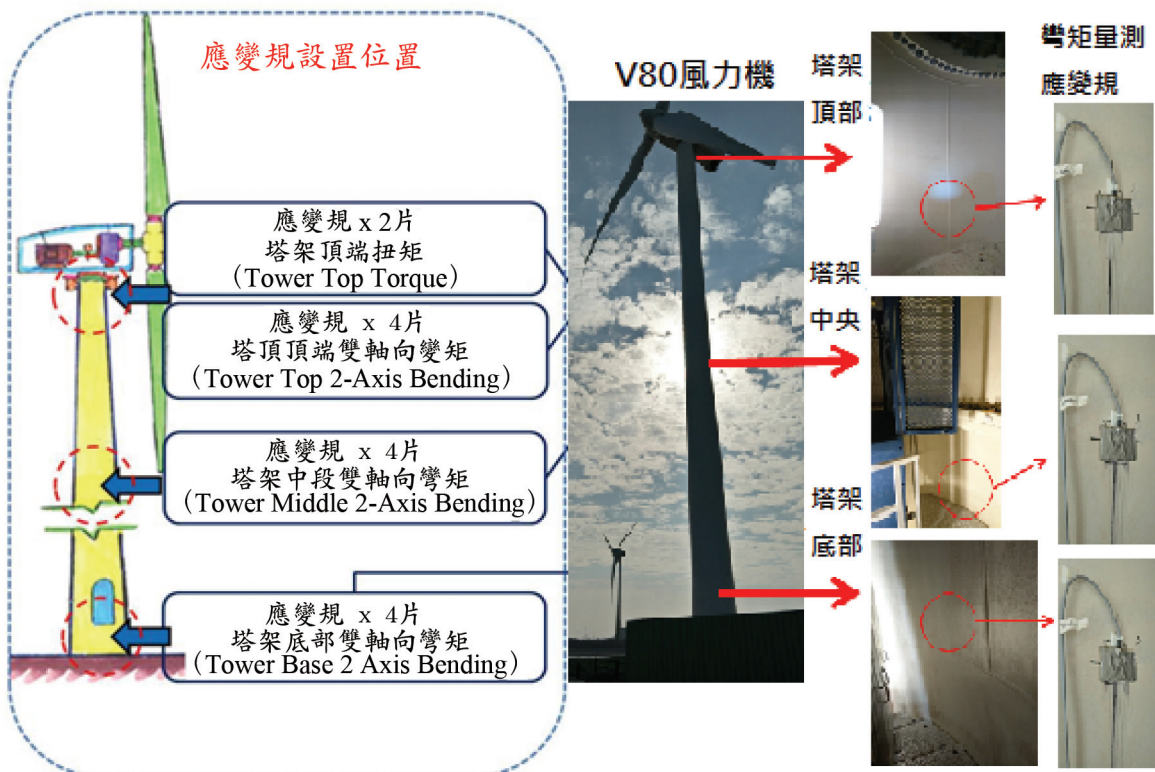 應變規設置位置
應變規 x 2片
塔架頂端扭矩
(Tower Top Torque)
應變規 x 4片
塔頂頂端雙軸向變矩
(Tower Top 2-Axis Bending)
應變規 x 4片
塔架中段雙軸向彎矩
(Tower Middle 2-Axis Bending)
應變規 x 4片
塔架底部雙軸向彎矩
(Tower Base 2 Axis Bending)
V80風力機
塔架
頂部
塔架
中央
塔架
底部
彎矩量測
應變規